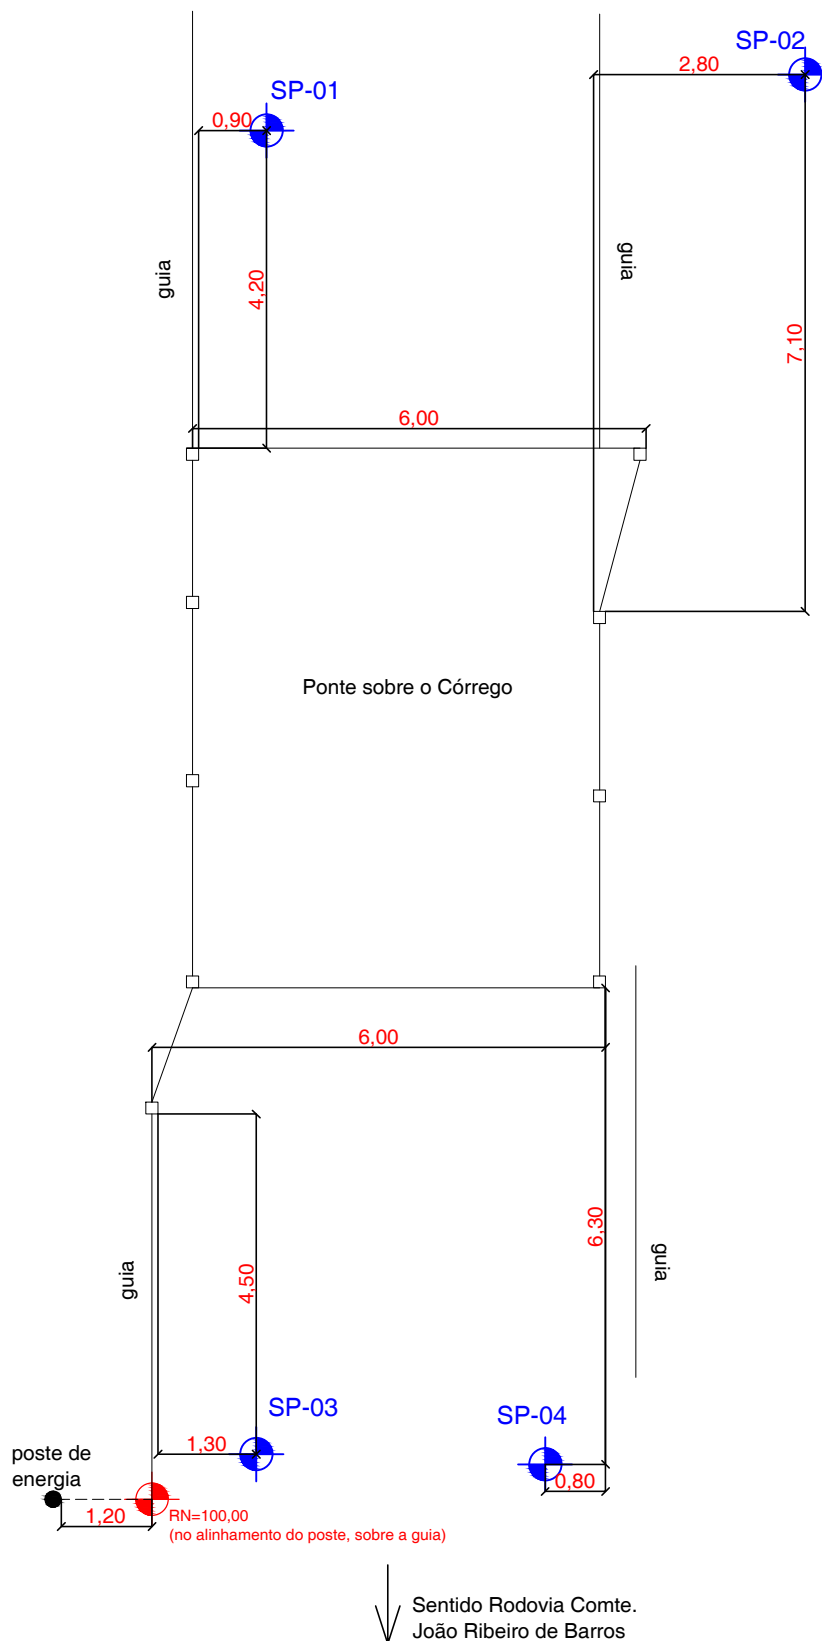 SP-02
2,80
SP-01
0,90
guia
4,20
guia
7,10
6,00
Ponte sobre o Córrego
6,00
6,30
guia
guia
4,50
SP-03
SP-04
1,30
0,80
poste de
energia
1,20
RN=100,00
(no alinhamento do poste, sobre a guia)
Sentido Rodovia Comte.
João Ribeiro de Barros